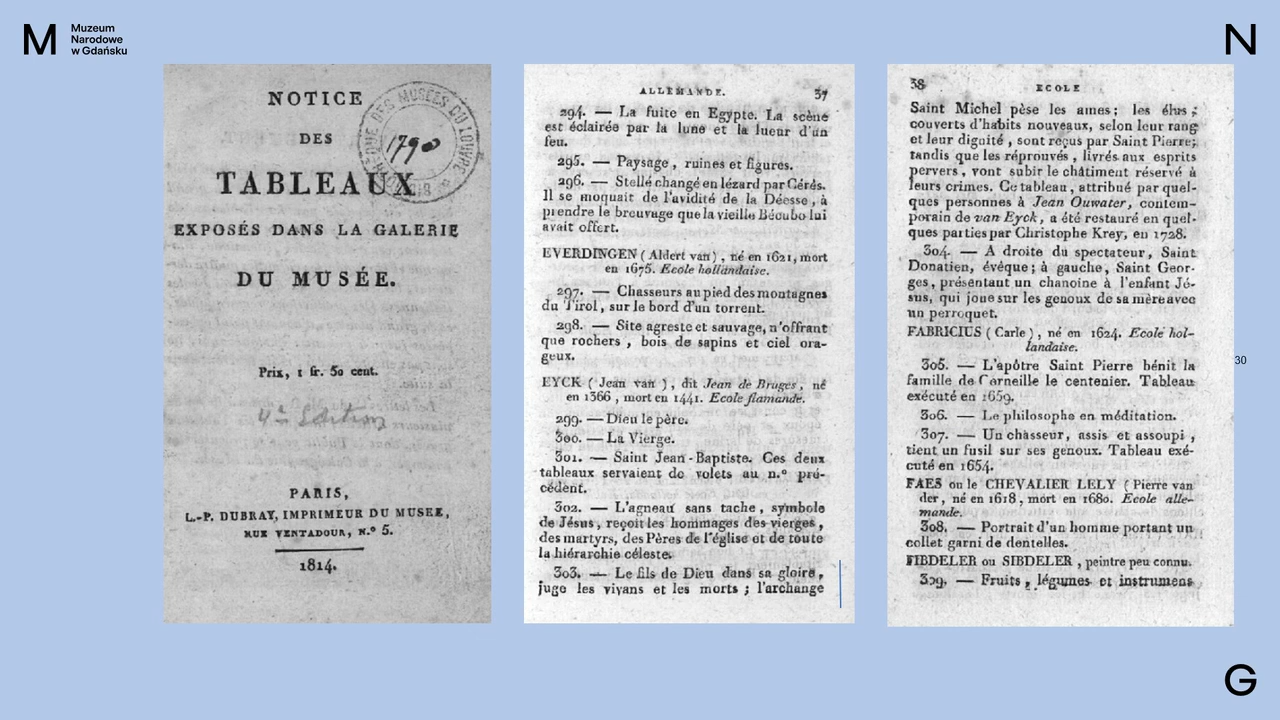 M
Muzeum
Narodowe
w Gdańsku
N
NOTICE
DES
TABLEAUX
EXPOSÉS DANS LA GALERIE
DU MUSÉE.
Prix, 1 fr. 50 cent.
PARIS,
L.-P. DUBRAY, IMPRIMEUR DU MUSEE,
RUE VENTADOUR, N.º 5.
1814.
DES MUSÉES DU LOUVRE
1790
ALLEMANDE. 37
294. — La fuite en Egypte. La scène
est éclairée par la lune et la lueur d'un
feu.
295. — Paysage, ruines et figures.
296. — Stellé changé en lézard par Cérès.
Il se moquait de l'avidité de la Déesse, à
prendre le breuvage que la vieille Bécubo lui
avait offert.
EVERDINGEN (Aldert van), né en 1621, mort
en 1675. Ecole hollandaise.
297. — Chasseurs au pied des montagnes
du Tirol, sur le bord d'un torrent.
298. — Site agreste et sauvage, n'offrant
que rochers, bois de sapins et ciel ora-
geux.
EYCK (Jean van), dit Jean de Bruges, né
en 1366, mort en 1441. Ecole flamande.
299. — Dieu le père.
300. — La Vierge.
301. — Saint Jean-Baptiste. Ces deux
tableaux servaient de volets au n.º pré-
cédent.
302. — L'agneau sans tache, symbole
de Jésus, reçoit les hommages des vierges,
des martyrs, des Pères de l'église et de toute
la hiérarchie céleste.
303. — Le fils de Dieu dans sa gloire,
juge les vivans et les morts; l'archange
38 ECOLE
Saint Michel pèse les ames; les élus;
couverts d'habits nouveaux, selon leur rang
et leur dignité, sont reçus par Saint Pierre;
tandis que les réprouvés, livrés aux esprits
pervers, vont subir le châtiment réservé à
leurs crimes. Ce tableau, attribué par quel-
ques personnes à Jean Ouwater, contem-
porain de van Eyck, a été restauré en quel-
ques parties par Christophe Krey, en 1728.
304. — A droite du spectateur, Saint
Donatien, évêque; à gauche, Saint Geor-
ges, présentant un chanoine à l'enfant Jé-
sus, qui joue sur les genoux de sa mère avec
un perroquet.
FABRICIUS (Carle), né en 1624. Ecole hol-
landaise.
305. — L'apôtre Saint Pierre bénit la
famille de Corneille le centenier. Tableau
exécuté en 1659.
306. — Le philosophe en méditation.
307. — Un chasseur, assis et assoupi,
tient un fusil sur ses genoux. Tableau exé-
cuté en 1654.
FAES ou le CHEVALIER LELY (Pierre van
der, né en 1618, mort en 1680. Ecole alle-
mande.
308. — Portrait d'un homme portant un
collet garni de dentelles.
FIBDELER ou SIBDELER, peintre peu connu.
309. — Fruits, légumes et instrumens
30
G